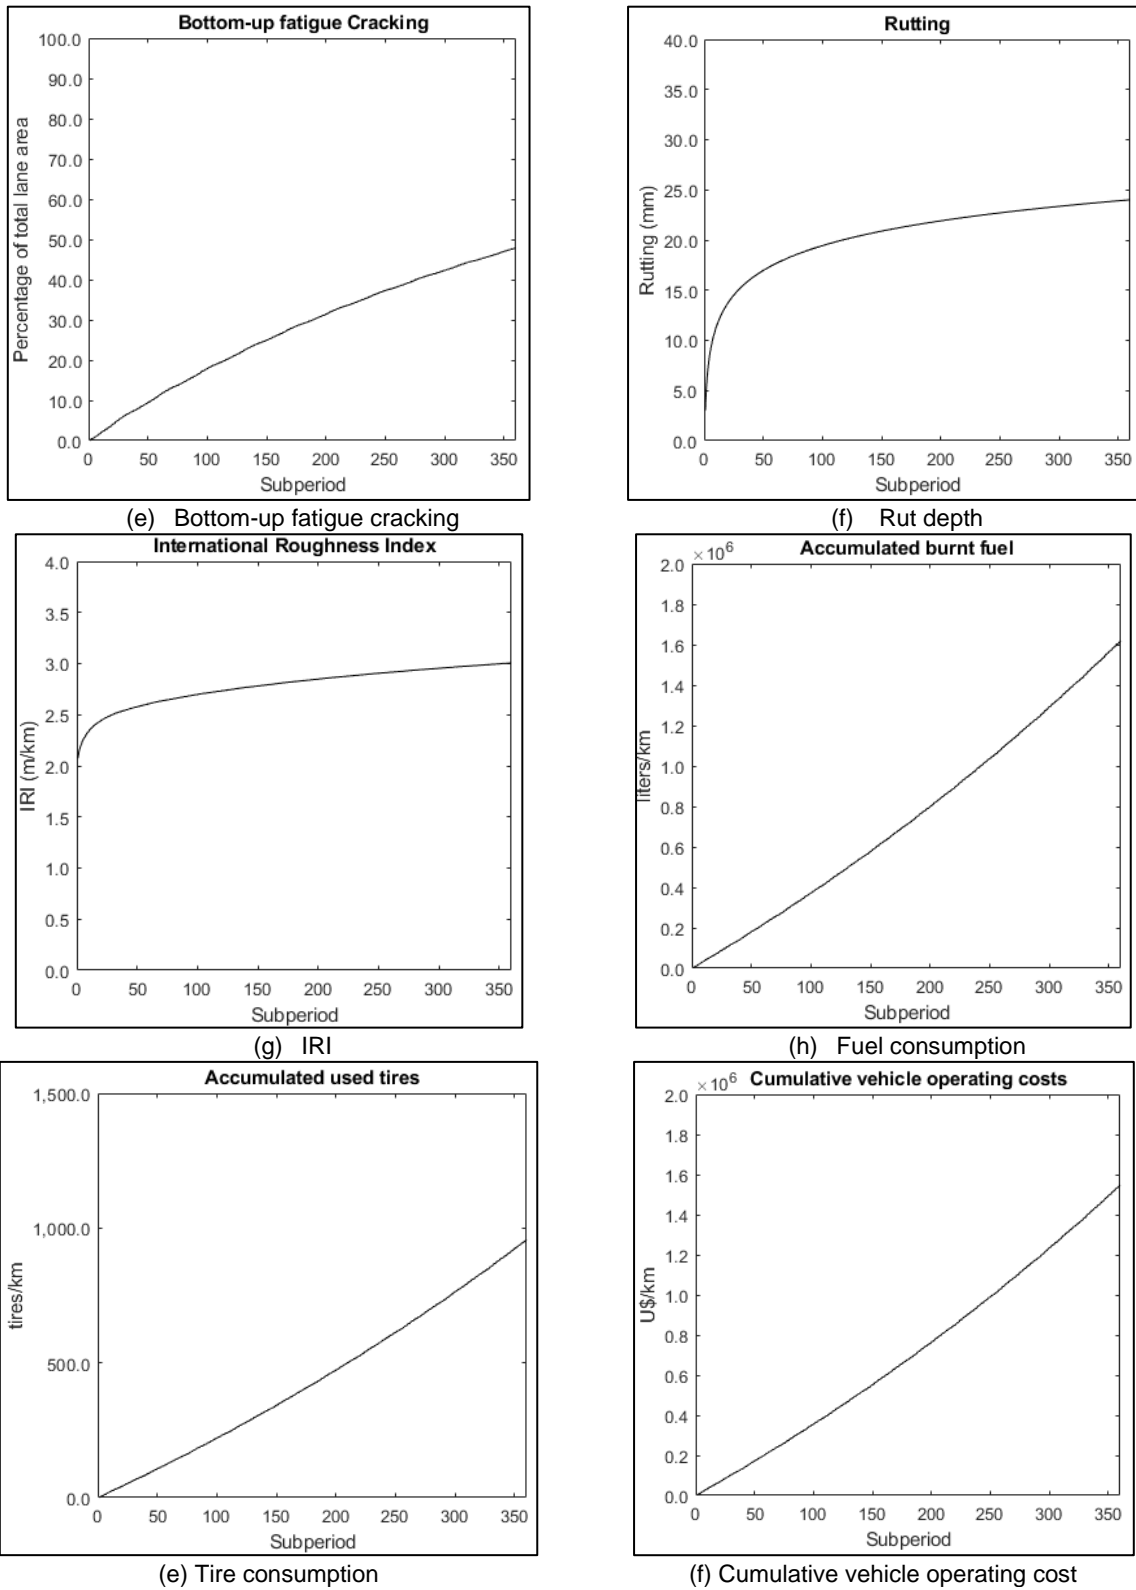 Bottom-up fatigue Cracking
100.0
90.0
80.0
70.0
60.0
50.0
40.0
30.0
20.0
10.0
0.0
Percentage of total lane area
0 50 100 150 200 250 300 350
Subperiod
(e) Bottom-up fatigue cracking
Rutting
40.0
35.0
30.0
25.0
20.0
15.0
10.0
5.0
0.0
Rutting (mm)
0 50 100 150 200 250 300 350
Subperiod
(f) Rut depth
International Roughness Index
4.0
3.5
3.0
2.5
2.0
1.5
1.0
0.5
0.0
IRI (m/km)
0 50 100 150 200 250 300 350
Subperiod
(g) IRI
×10⁶
Accumulated burnt fuel
2.0
1.8
1.6
1.4
1.2
1.0
0.8
0.6
0.4
0.2
0.0
liters/km
0 50 100 150 200 250 300 350
Subperiod
(h) Fuel consumption
Accumulated used tires
1,500.0
1,000.0
500.0
0.0
tires/km
0 50 100 150 200 250 300 350
Subperiod
(e) Tire consumption
×10⁶
Cumulative vehicle operating costs
2.0
1.8
1.6
1.4
1.2
1.0
0.8
0.6
0.4
0.2
0.0
U$/km
0 50 100 150 200 250 300 350
Subperiod
(f) Cumulative vehicle operating cost